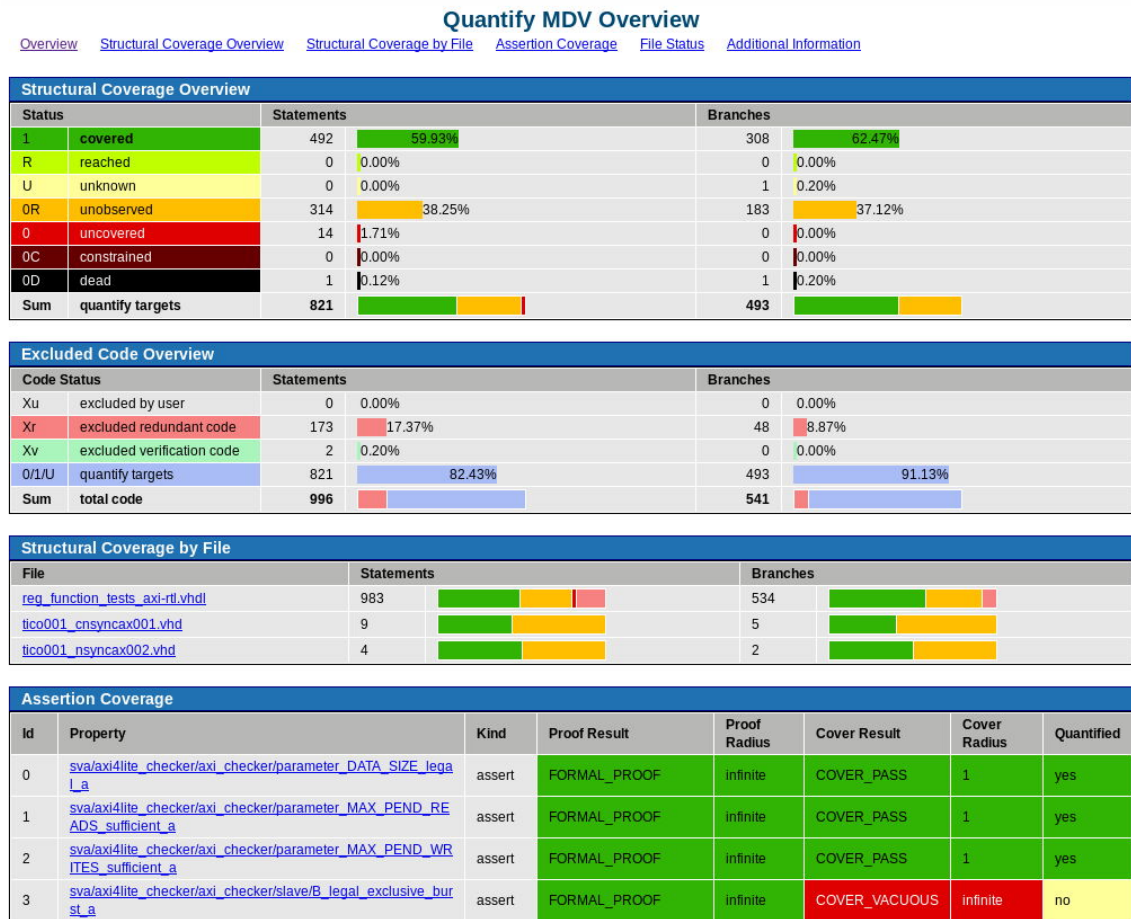 Quantify MDV Overview
Overview Structural Coverage Overview Structural Coverage by File Assertion Coverage File Status Additional Information
Structural Coverage Overview
Status Statements Branches
1 covered 492 59.93% 308 62.47%
R reached 0 0.00% 0 0.00%
U unknown 0 0.00% 1 0.20%
0R unobserved 314 38.25% 183 37.12%
0 uncovered 14 1.71% 0 0.00%
0C constrained 0 0.00% 0 0.00%
0D dead 1 0.12% 1 0.20%
Sum quantify targets 821 493
Excluded Code Overview
Code Status Statements Branches
Xu excluded by user 0 0.00% 0 0.00%
Xr excluded redundant code 173 17.37% 48 8.87%
Xv excluded verification code 2 0.20% 0 0.00%
0/1/U quantify targets 821 82.43% 493 91.13%
Sum total code 996 541
Structural Coverage by File
File Statements Branches
reg_function_tests_axi-rtl.vhdl 983 534
tico001_cnsyncax001.vhd 9 5
tico001_nsyncax002.vhd 4 2
Assertion Coverage
Id Property Kind Proof Result Proof Radius Cover Result Cover Radius Quantified
0 sva/axi4lite_checker/axi_checker/parameter_DATA_SIZE_lega assert FORMAL_PROOF infinite COVER_PASS 1 yes
l_a
1 sva/axi4lite_checker/axi_checker/parameter_MAX_PEND_RE assert FORMAL_PROOF infinite COVER_PASS 1 yes
ADS_sufficient_a
2 sva/axi4lite_checker/axi_checker/parameter_MAX_PEND_WR assert FORMAL_PROOF infinite COVER_PASS 1 yes
ITES_sufficient_a
3 sva/axi4lite_checker/axi_checker/slave/B_legal_exclusive_bur assert FORMAL_PROOF infinite COVER_VACUOUS infinite no
st_a